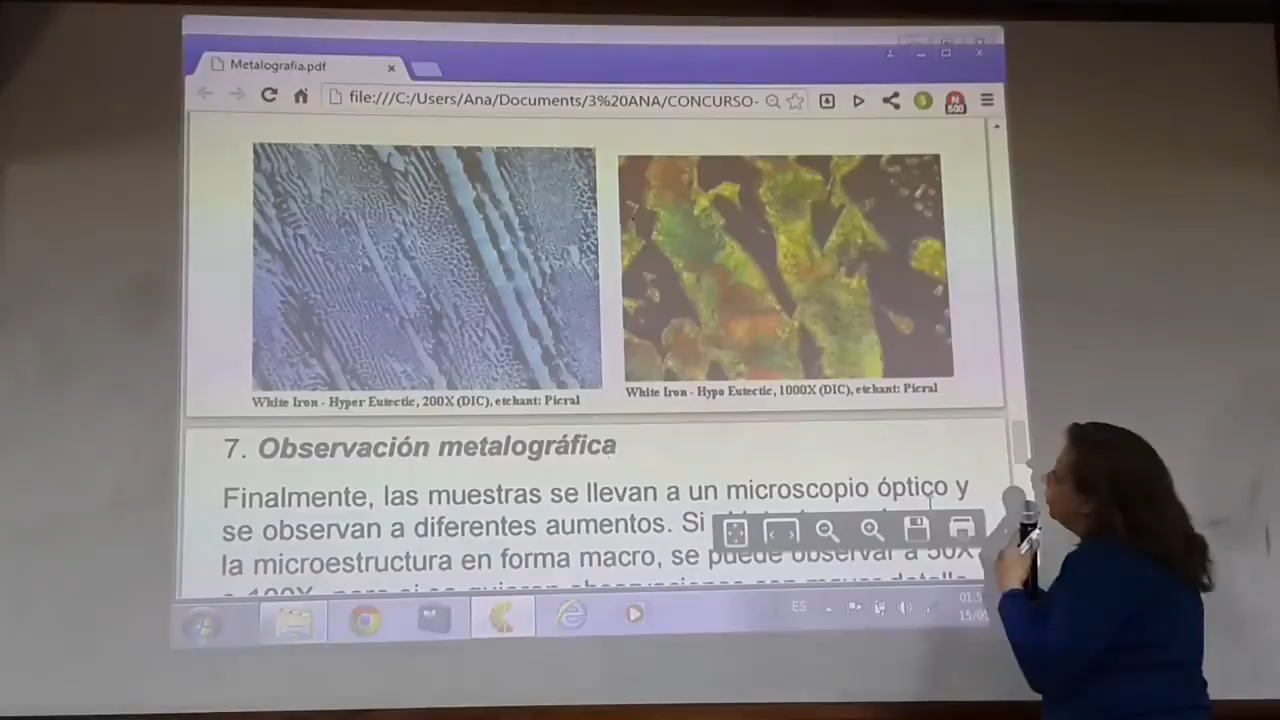 Metalografia.pdf
file:///C:/Users/Ana/Documents/3%20ANA/CONCURSO-
500
White Iron - Hyper Eutectic, 200X (DIC), etchant: Picral
White Iron - Hypo Eutectic, 1000X (DIC), etchant: Picral
7. Observación metalográfica
Finalmente, las muestras se llevan a un microscopio óptico y
se observan a diferentes aumentos. Si
la microestructura en forma macro, se puede observar a 50X
ES